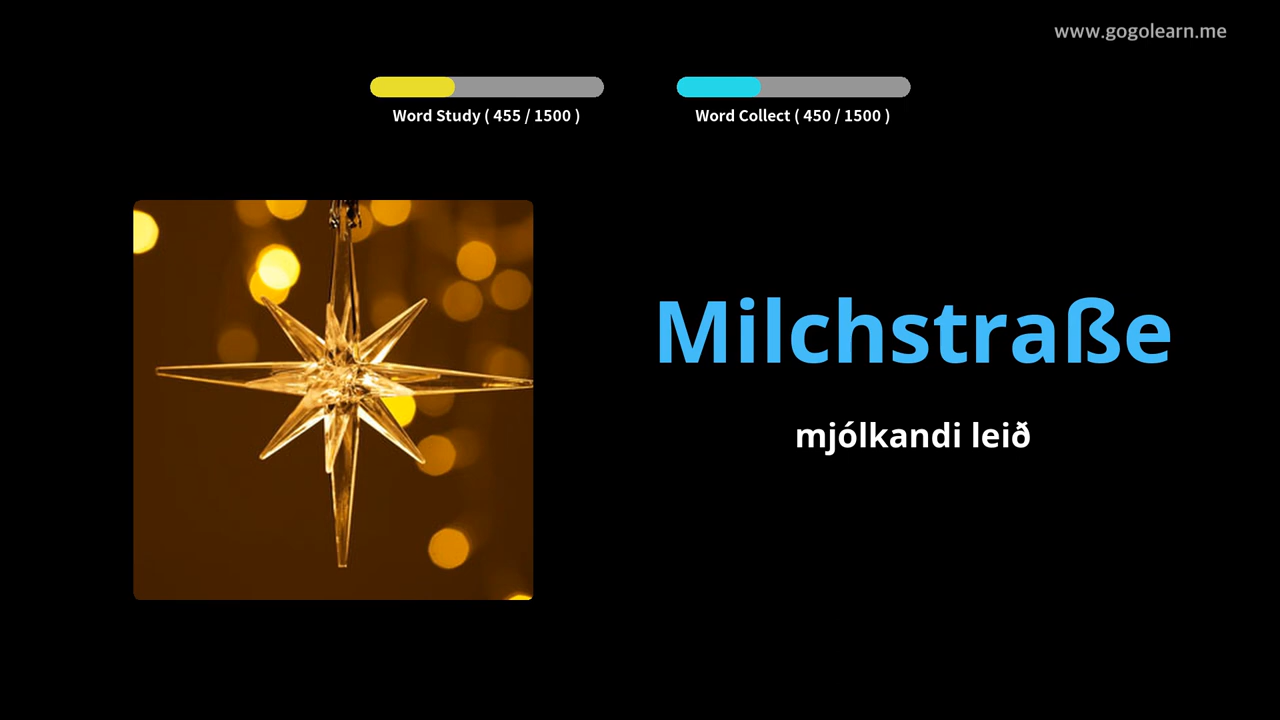 www.gogolearn.me
Word Study ( 455 / 1500 )
Word Collect ( 450 / 1500 )
Milchstraße
mjólkandi leið